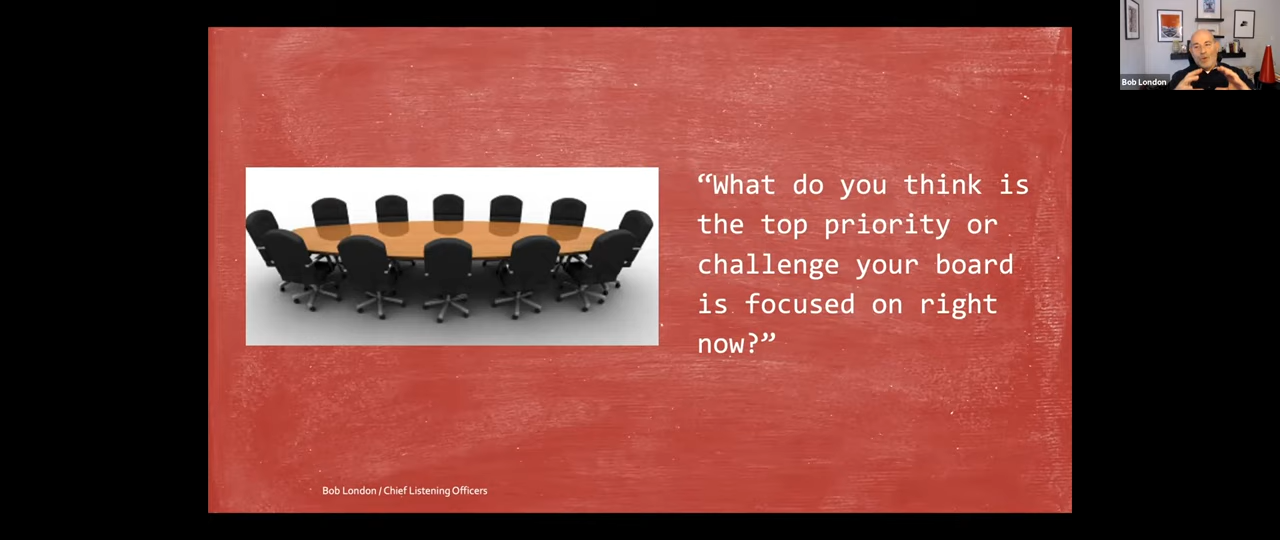 Bob London
“What do you think is
the top priority or
challenge your board
is focused on right
now?”
Bob London / Chief Listening Officers